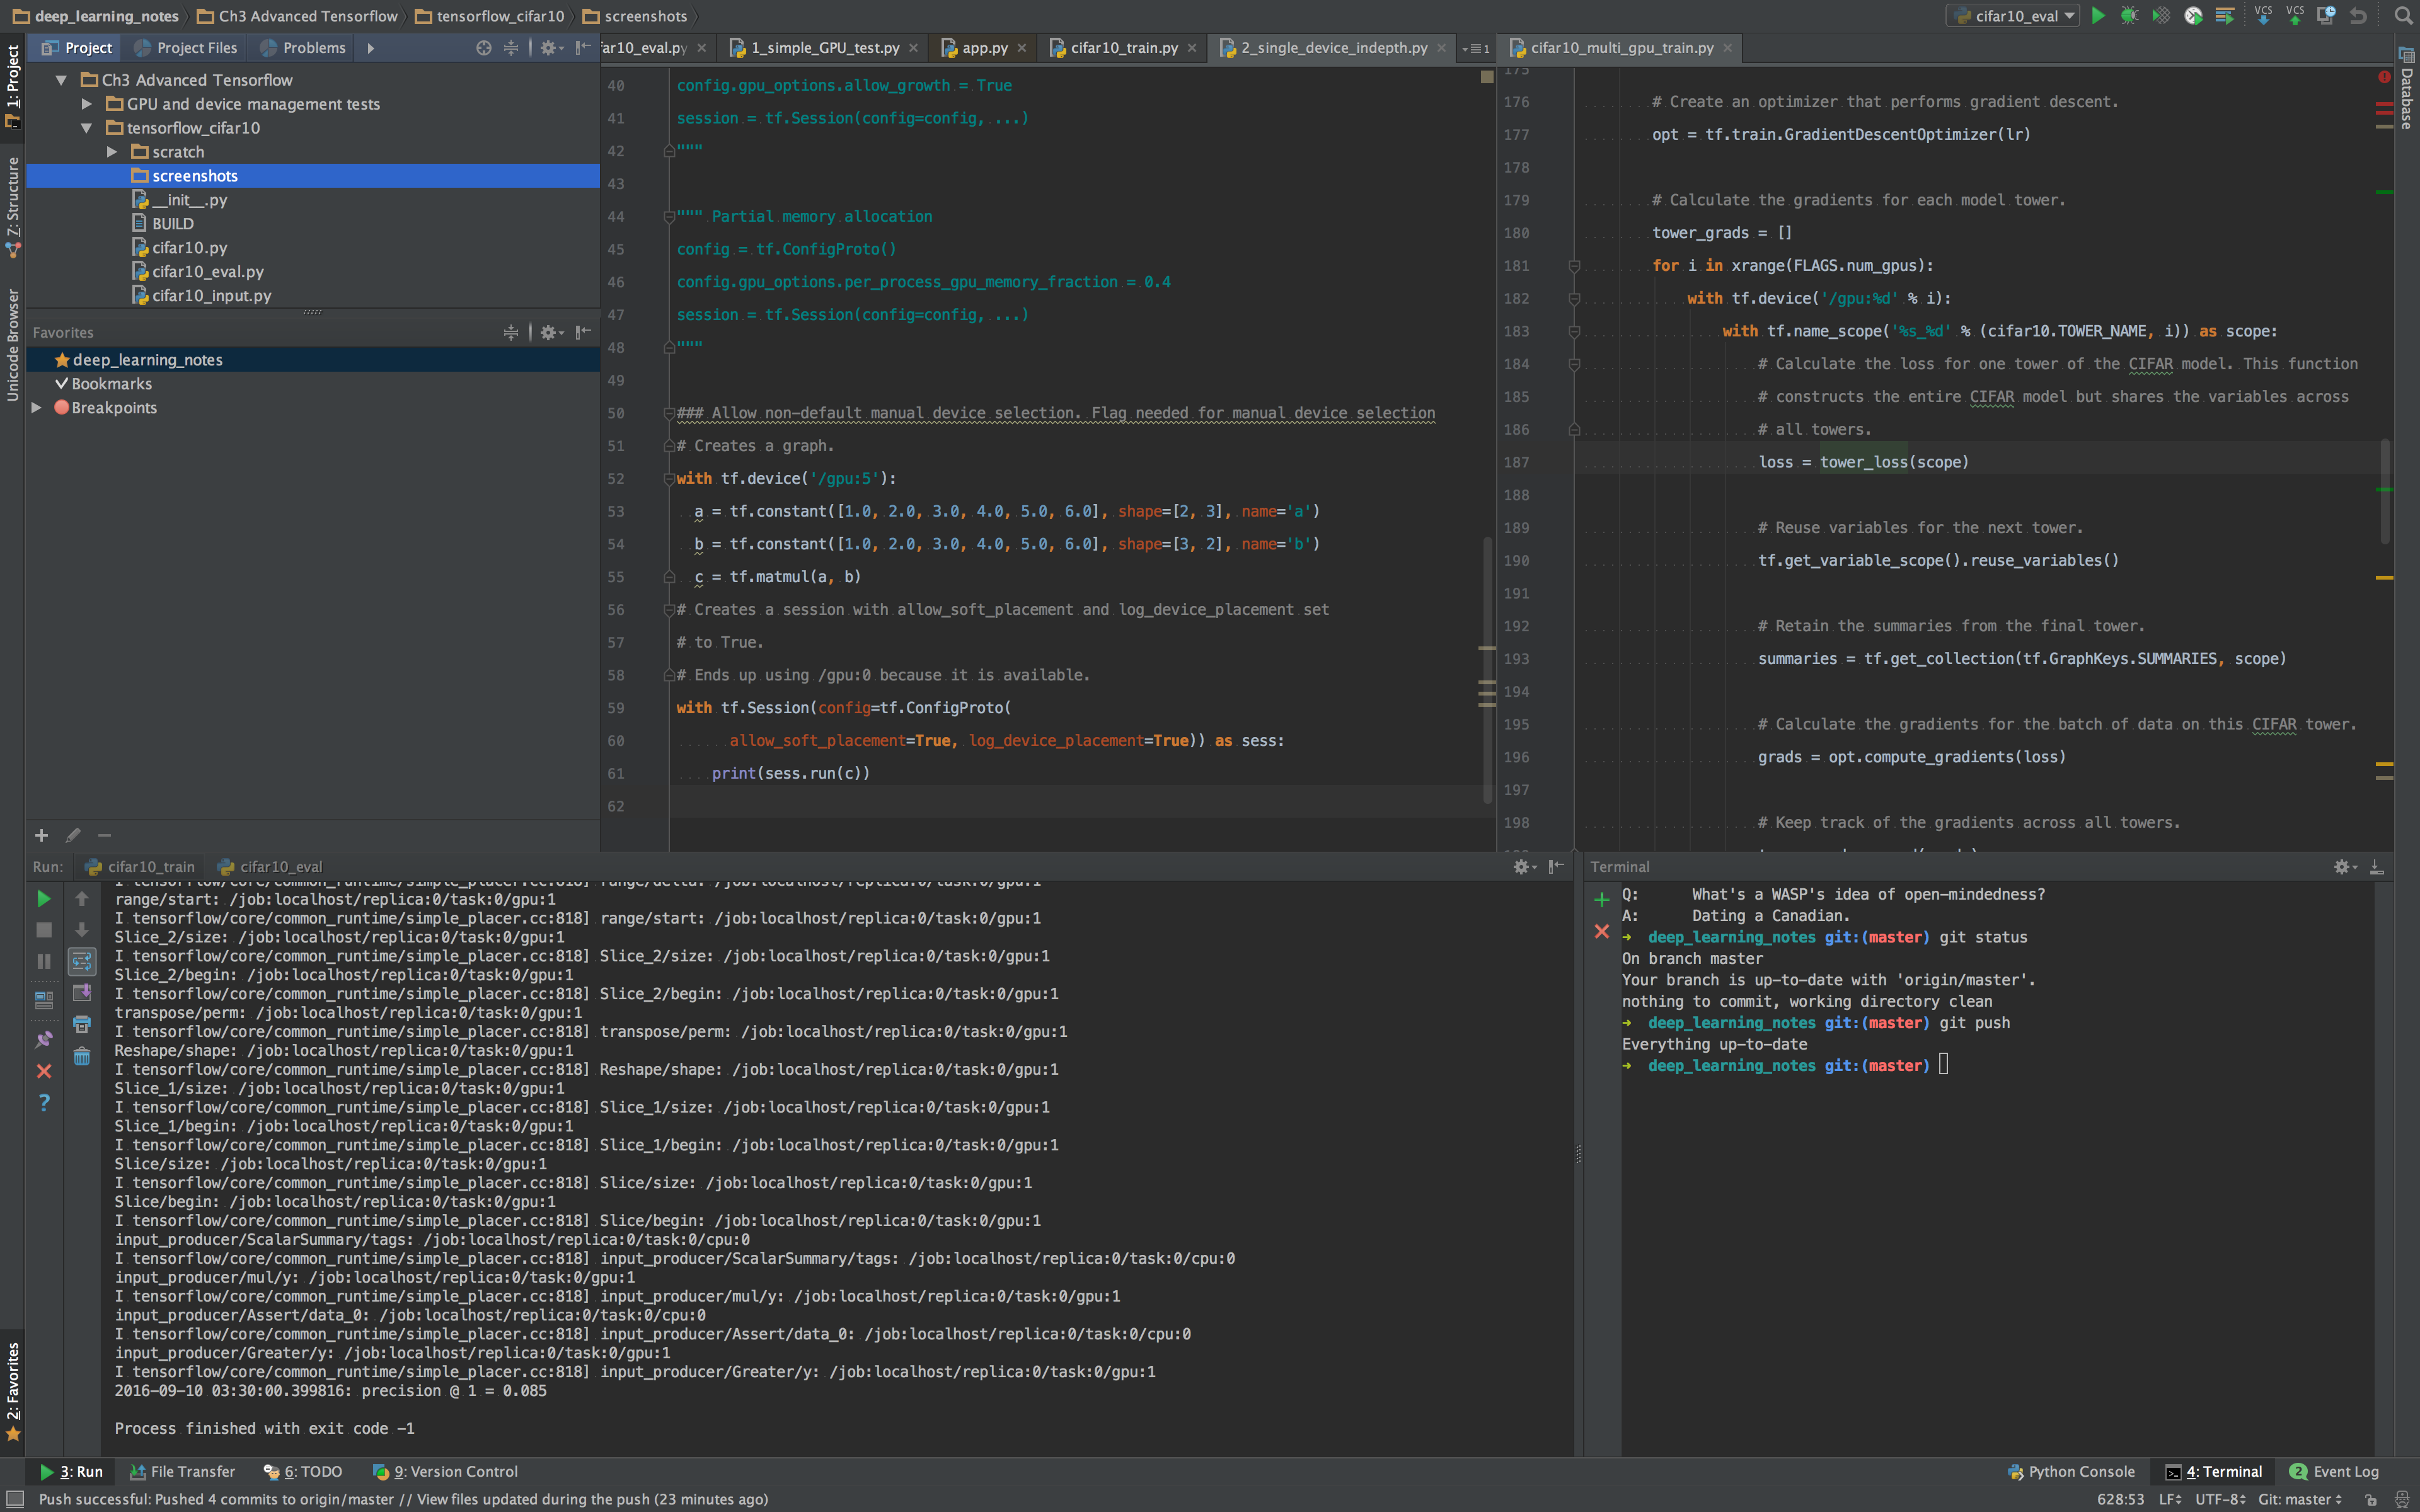 deep_learning_notes Ch3 Advanced Tensorflow tensorflow_cifar10 screenshots
cifar10_eval
VCS VCS
1: Project
7: Structure
Unicode Browser
2: Favorites
Database
Project Project Files Problems
Ch3 Advanced Tensorflow
GPU and device management tests
tensorflow_cifar10
scratch
screenshots
__init__.py
BUILD
cifar10.py
cifar10_eval.py
cifar10_input.py
Favorites
deep_learning_notes
Bookmarks
Breakpoints
far10_eval.py 1_simple_GPU_test.py app.py cifar10_train.py 2_single_device_indepth.py 1
40 config.gpu_options.allow_growth = True
41 session = tf.Session(config=config, ...)
42 """
43
44 """ Partial memory allocation
45 config = tf.ConfigProto()
46 config.gpu_options.per_process_gpu_memory_fraction = 0.4
47 session = tf.Session(config=config, ...)
48 """
49
50 ### Allow non-default manual device selection. Flag needed for manual device selection
51 # Creates a graph.
52 with tf.device('/gpu:5'):
53 a = tf.constant([1.0, 2.0, 3.0, 4.0, 5.0, 6.0], shape=[2, 3], name='a')
54 b = tf.constant([1.0, 2.0, 3.0, 4.0, 5.0, 6.0], shape=[3, 2], name='b')
55 c = tf.matmul(a, b)
56 # Creates a session with allow_soft_placement and log_device_placement set
57 # to True.
58 # Ends up using /gpu:0 because it is available.
59 with tf.Session(config=tf.ConfigProto(
60 allow_soft_placement=True, log_device_placement=True)) as sess:
61 print(sess.run(c))
62
cifar10_multi_gpu_train.py
175
176 # Create an optimizer that performs gradient descent.
177 opt = tf.train.GradientDescentOptimizer(lr)
178
179 # Calculate the gradients for each model tower.
180 tower_grads = []
181 for i in xrange(FLAGS.num_gpus):
182 with tf.device('/gpu:%d' % i):
183 with tf.name_scope('%s_%d' % (cifar10.TOWER_NAME, i)) as scope:
184 # Calculate the loss for one tower of the CIFAR model. This function
185 # constructs the entire CIFAR model but shares the variables across
186 # all towers.
187 loss = tower_loss(scope)
188
189 # Reuse variables for the next tower.
190 tf.get_variable_scope().reuse_variables()
191
192 # Retain the summaries from the final tower.
193 summaries = tf.get_collection(tf.GraphKeys.SUMMARIES, scope)
194
195 # Calculate the gradients for the batch of data on this CIFAR tower.
196 grads = opt.compute_gradients(loss)
197
198 # Keep track of the gradients across all towers.
Run: cifar10_train cifar10_eval
I tensorflow/core/common_runtime/simple_placer.cc:818] range/delta: /job:localhost/replica:0/task:0/gpu:1
range/start: /job:localhost/replica:0/task:0/gpu:1
I tensorflow/core/common_runtime/simple_placer.cc:818] range/start: /job:localhost/replica:0/task:0/gpu:1
Slice_2/size: /job:localhost/replica:0/task:0/gpu:1
I tensorflow/core/common_runtime/simple_placer.cc:818] Slice_2/size: /job:localhost/replica:0/task:0/gpu:1
Slice_2/begin: /job:localhost/replica:0/task:0/gpu:1
I tensorflow/core/common_runtime/simple_placer.cc:818] Slice_2/begin: /job:localhost/replica:0/task:0/gpu:1
transpose/perm: /job:localhost/replica:0/task:0/gpu:1
I tensorflow/core/common_runtime/simple_placer.cc:818] transpose/perm: /job:localhost/replica:0/task:0/gpu:1
Reshape/shape: /job:localhost/replica:0/task:0/gpu:1
I tensorflow/core/common_runtime/simple_placer.cc:818] Reshape/shape: /job:localhost/replica:0/task:0/gpu:1
Slice_1/size: /job:localhost/replica:0/task:0/gpu:1
I tensorflow/core/common_runtime/simple_placer.cc:818] Slice_1/size: /job:localhost/replica:0/task:0/gpu:1
Slice_1/begin: /job:localhost/replica:0/task:0/gpu:1
I tensorflow/core/common_runtime/simple_placer.cc:818] Slice_1/begin: /job:localhost/replica:0/task:0/gpu:1
Slice/size: /job:localhost/replica:0/task:0/gpu:1
I tensorflow/core/common_runtime/simple_placer.cc:818] Slice/size: /job:localhost/replica:0/task:0/gpu:1
Slice/begin: /job:localhost/replica:0/task:0/gpu:1
I tensorflow/core/common_runtime/simple_placer.cc:818] Slice/begin: /job:localhost/replica:0/task:0/gpu:1
input_producer/ScalarSummary/tags: /job:localhost/replica:0/task:0/cpu:0
I tensorflow/core/common_runtime/simple_placer.cc:818] input_producer/ScalarSummary/tags: /job:localhost/replica:0/task:0/cpu:0
input_producer/mul/y: /job:localhost/replica:0/task:0/gpu:1
I tensorflow/core/common_runtime/simple_placer.cc:818] input_producer/mul/y: /job:localhost/replica:0/task:0/gpu:1
input_producer/Assert/data_0: /job:localhost/replica:0/task:0/cpu:0
I tensorflow/core/common_runtime/simple_placer.cc:818] input_producer/Assert/data_0: /job:localhost/replica:0/task:0/cpu:0
input_producer/Greater/y: /job:localhost/replica:0/task:0/gpu:1
I tensorflow/core/common_runtime/simple_placer.cc:818] input_producer/Greater/y: /job:localhost/replica:0/task:0/gpu:1
2016-09-10 03:30:00.399816: precision @ 1 = 0.085
Process finished with exit code -1
Terminal
Q: What's a WASP's idea of open-mindedness?
A: Dating a Canadian.
→ deep_learning_notes git:(master) git status
On branch master
Your branch is up-to-date with 'origin/master'.
nothing to commit, working directory clean
→ deep_learning_notes git:(master) git push
Everything up-to-date
→ deep_learning_notes git:(master)
3: Run File Transfer 6: TODO 9: Version Control
Python Console 4: Terminal 2 Event Log
Push successful: Pushed 4 commits to origin/master // View files updated during the push (23 minutes ago)
628:53 LF UTF-8 Git: master